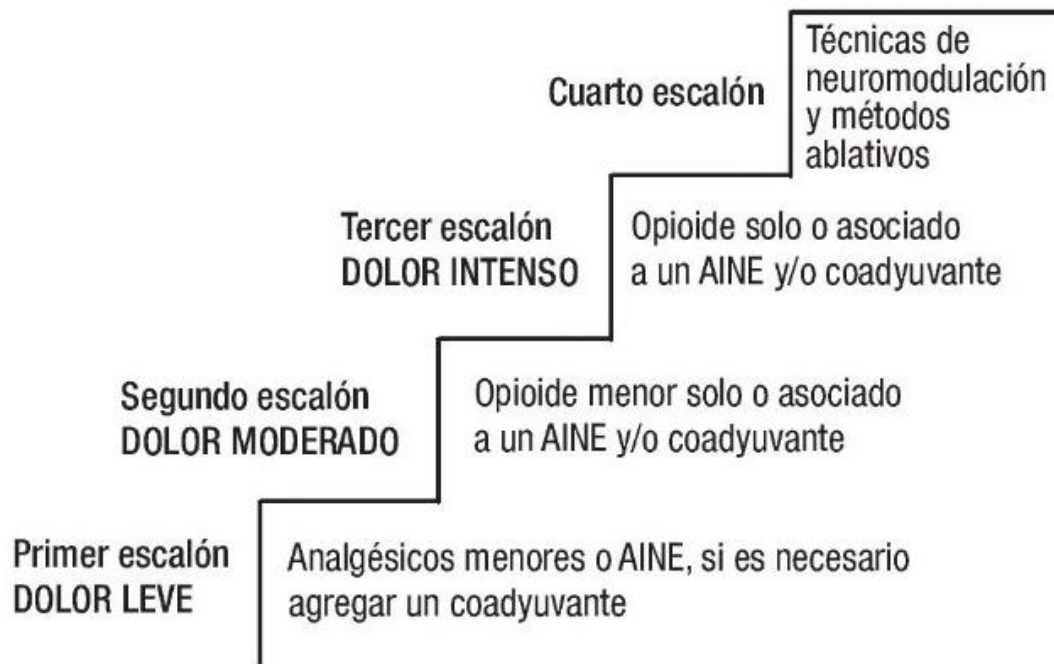 Cuarto escalón
Técnicas de
neuromodulación
y métodos
ablativos
Tercer escalón
DOLOR INTENSO
Opioide solo o asociado
a un AINE y/o coadyuvante
Segundo escalón
DOLOR MODERADO
Opioide menor solo o asociado
a un AINE y/o coadyuvante
Primer escalón
DOLOR LEVE
Analgésicos menores o AINE, si es necesario
agregar un coadyuvante